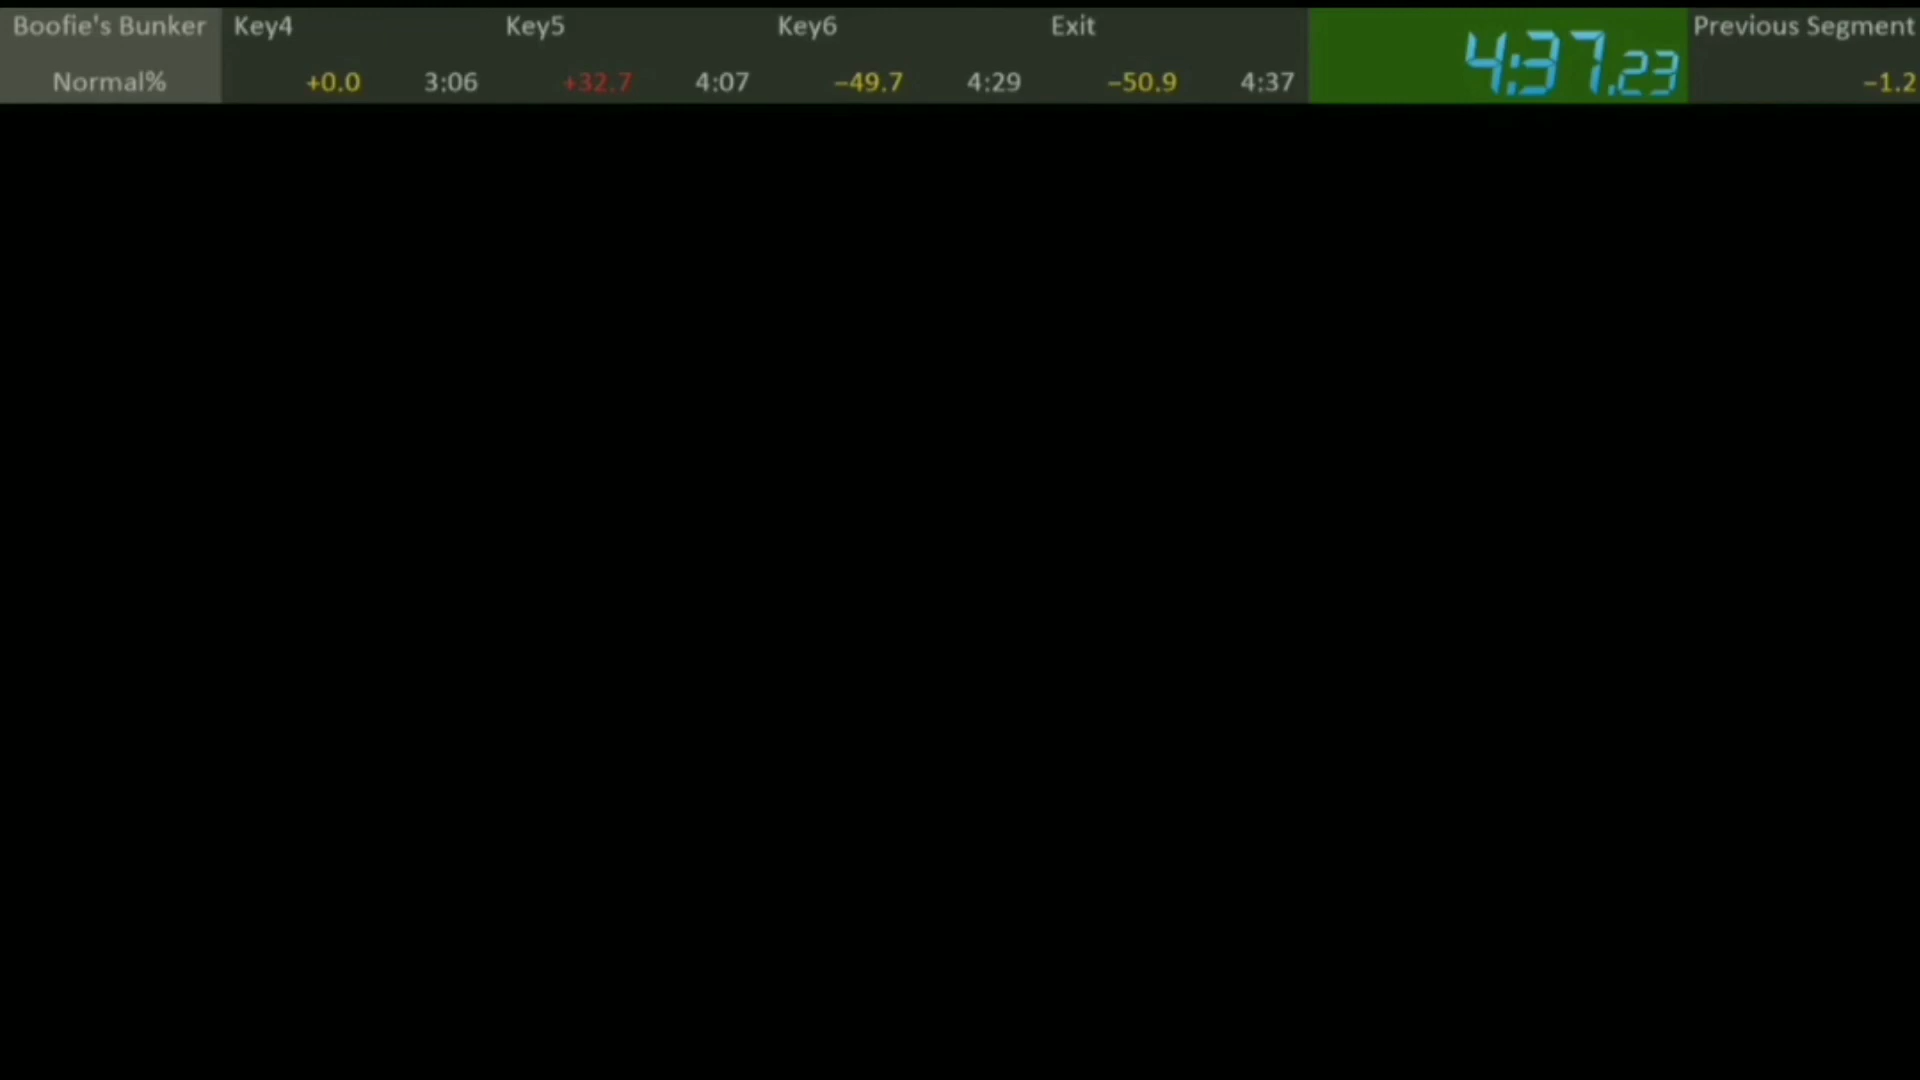 Boofie's Bunker Key4 Key5 Key6 Exit Previous Segment
Normal% +0.0 3:06 +32.7 4:07 −49.7 4:29 −50.9 4:37 4:37.23 −1.2